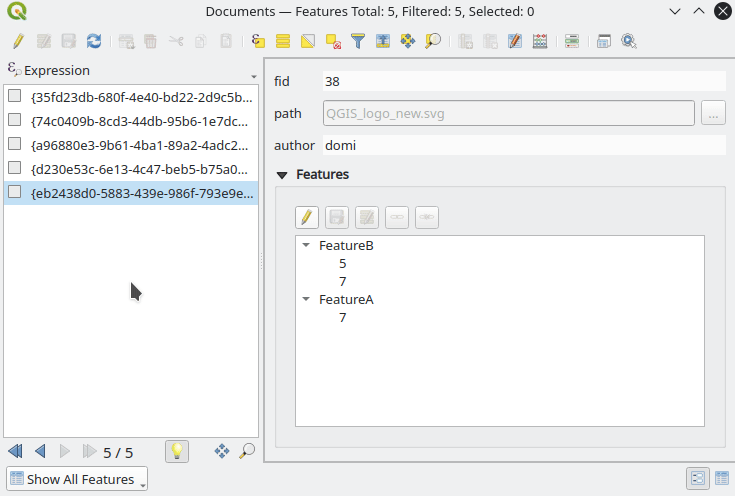 Documents — Features Total: 5, Filtered: 5, Selected: 0
Expression
{35fd23db-680f-4e40-bd22-2d9c5b...
{74c0409b-8cd3-44db-95b6-1e7dc...
{a96880e3-9b61-4ba1-89a2-4adc2...
{d230e53c-6e13-4c47-beb5-b75a0...
{eb2438d0-5883-439e-986f-793e9e...
5 / 5
Show All Features
fid 38
path QGIS_logo_new.svg ...
author domi
Features
FeatureB
5
7
FeatureA
7